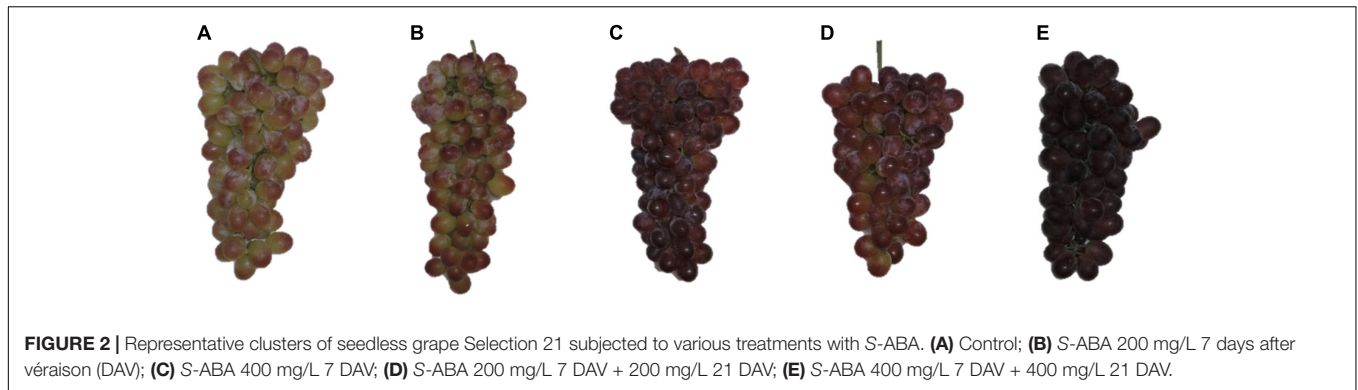 A B C D E
FIGURE 2 | Representative clusters of seedless grape Selection 21 subjected to various treatments with S-ABA. (A) Control; (B) S-ABA 200 mg/L 7 days after
véraison (DAV); (C) S-ABA 400 mg/L 7 DAV; (D) S-ABA 200 mg/L 7 DAV + 200 mg/L 21 DAV; (E) S-ABA 400 mg/L 7 DAV + 400 mg/L 21 DAV.